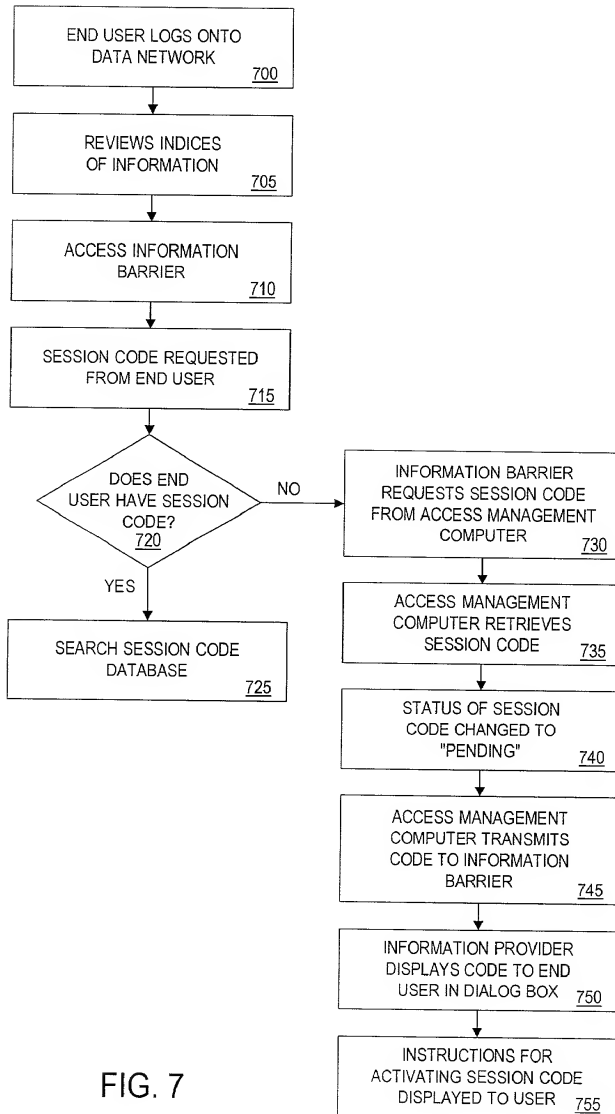 END USER LOGS ONTO
DATA NETWORK
700
REVIEWS INDICES
OF INFORMATION
705
ACCESS INFORMATION
BARRIER
710
SESSION CODE REQUESTED
FROM END USER
715
DOES END
USER HAVE SESSION
CODE?
720
NO
YES
SEARCH SESSION CODE
DATABASE
725
INFORMATION BARRIER
REQUESTS SESSION CODE
FROM ACCESS MANAGEMENT
COMPUTER
730
ACCESS MANAGEMENT
COMPUTER RETRIEVES
SESSION CODE
735
STATUS OF SESSION
CODE CHANGED TO
"PENDING"
740
ACCESS MANAGEMENT
COMPUTER TRANSMITS
CODE TO INFORMATION
BARRIER
745
INFORMATION PROVIDER
DISPLAYS CODE TO END
USER IN DIALOG BOX
750
INSTRUCTIONS FOR
ACTIVATING SESSION CODE
DISPLAYED TO USER
755
FIG. 7